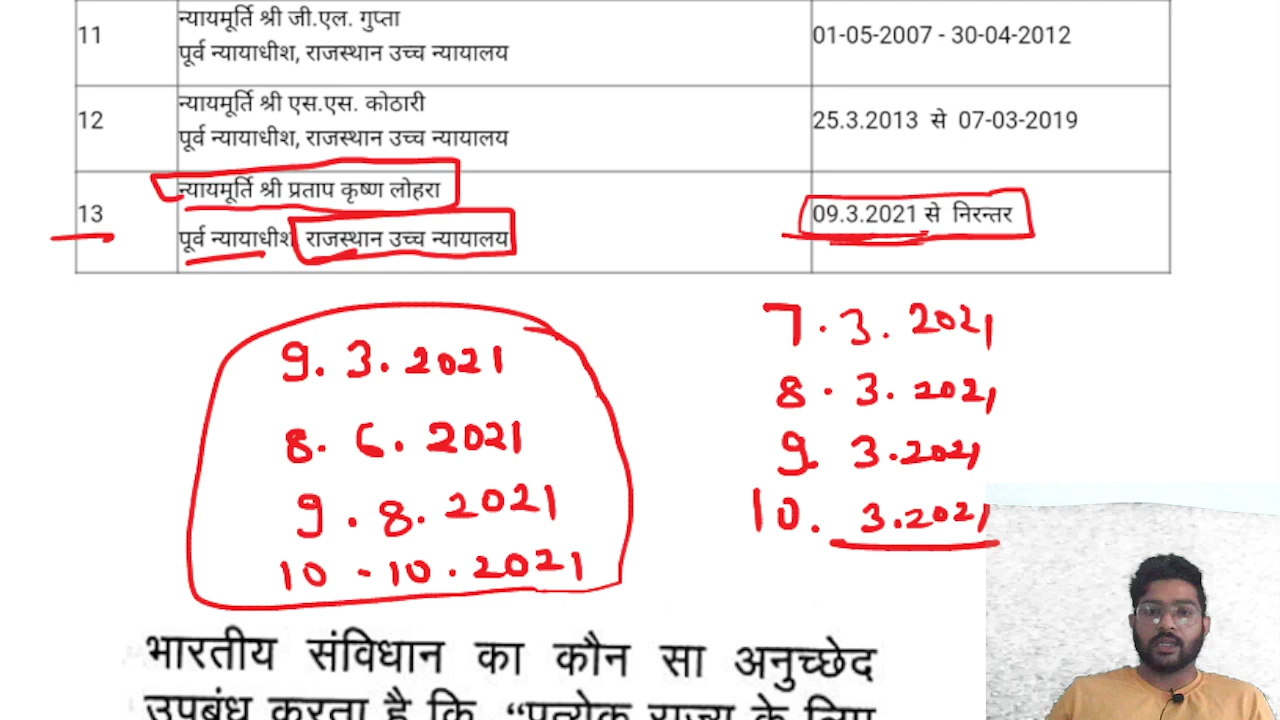 11
न्यायमूर्ति श्री जी.एल. गुप्ता
पूर्व न्यायाधीश, राजस्थान उच्च न्यायालय
01-05-2007 - 30-04-2012
12
न्यायमूर्ति श्री एस.एस. कोठारी
पूर्व न्यायाधीश, राजस्थान उच्च न्यायालय
25.3.2013 से 07-03-2019
13
न्यायमूर्ति श्री प्रताप कृष्ण लोहरा
पूर्व न्यायाधीश राजस्थान उच्च न्यायालय
09.3.2021 से निरन्तर
9. 3. 2021
8. 6. 2021
9. 8. 2021
10 - 10. 2021
7. 3. 2021
8. 3. 2021
9. 3.2021
10. 3.2021
भारतीय संविधान का कौन सा अनुच्छेद
उपबंध करता है कि "प्रत्येक राज्य के लिए